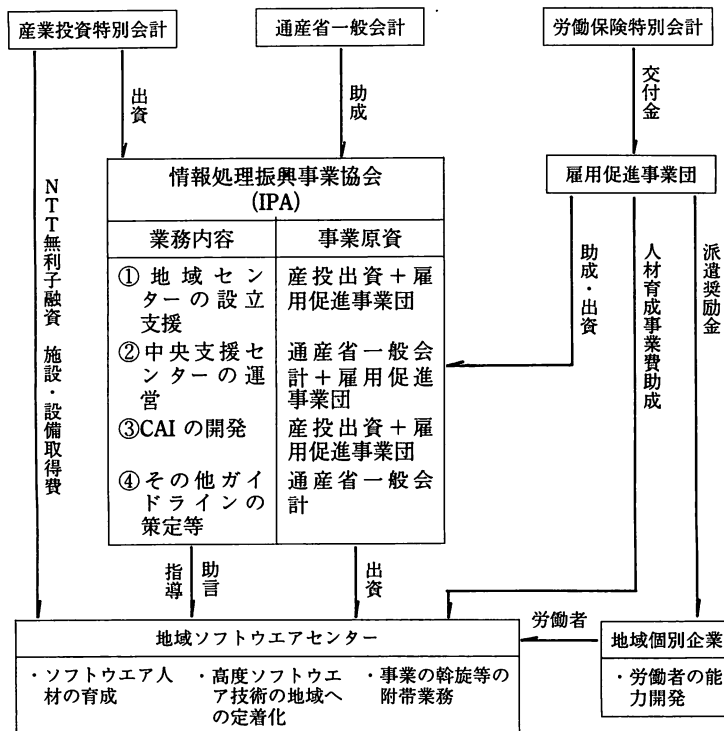 産業投資特別会計
通産省一般会計
労働保険特別会計
出資
助成
交付金
NTT無利子融資 施設・設備取得費
情報処理振興事業協会
(IPA)
雇用促進事業団
業務内容
事業原資
①地域セン
ターの設立
支援
産投出資+雇
用促進事業団
②中央支援セ
ンターの運
営
通産省一般会
計+雇用促進
事業団
③CAIの開発
産投出資+雇
用促進事業団
④その他ガイ
ドラインの
策定等
通産省一般会
計
助成・出資
人材育成事業費助成
派遣奨励金
指導
助言
出資
労働者
地域ソフトウエアセンター
・ソフトウエア人
材の育成
・高度ソフトウエ
ア技術の地域へ
の定着化
・事業の斡旋等の
附帯業務
地域個別企業
・労働者の能
力開発